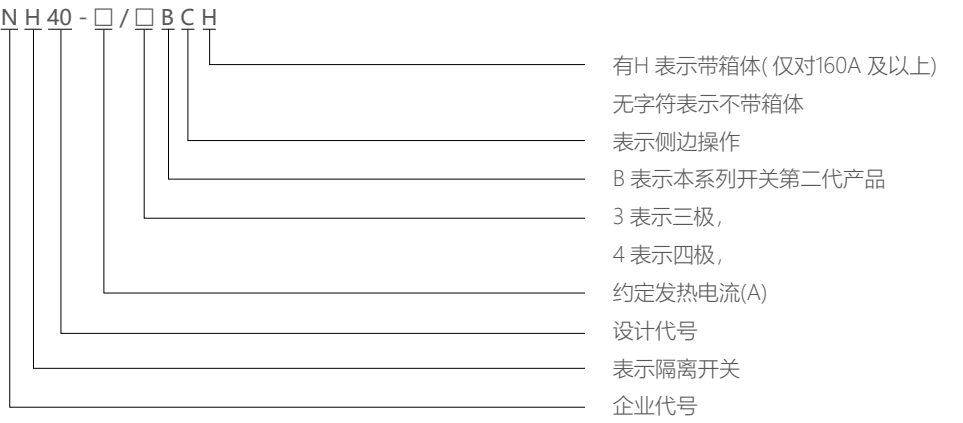 N H 40 - □ / □ B C H
有H 表示带箱体( 仅对160A 及以上)
无字符表示不带箱体
表示侧边操作
B 表示本系列开关第二代产品
3 表示三极,
4 表示四极,
约定发热电流(A)
设计代号
表示隔离开关
企业代号